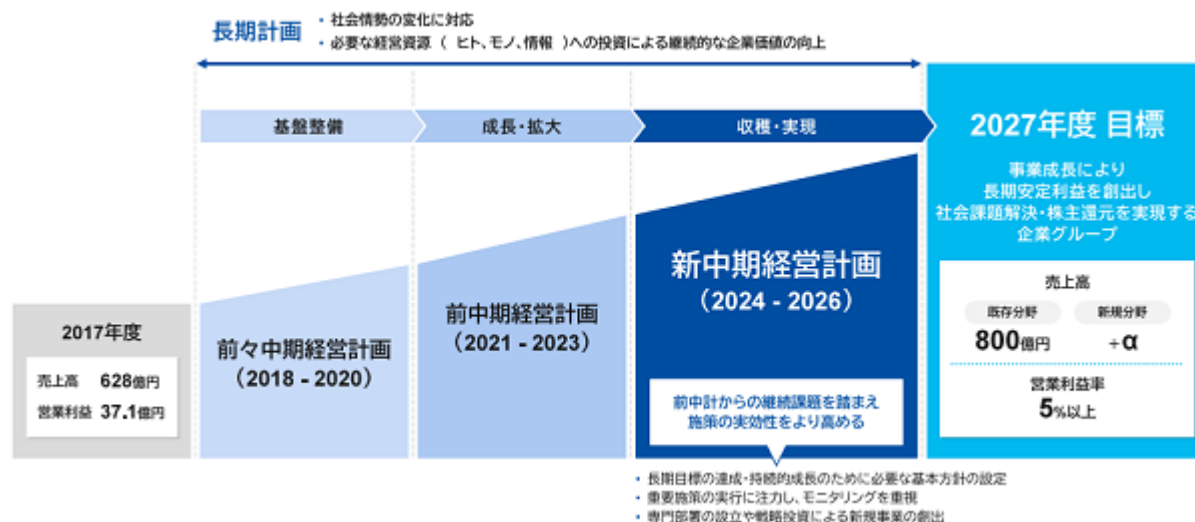 長期計画
・社会情勢の変化に対応
・必要な経営資源 ( ヒト、モノ、情報 )への投資による継続的な企業価値の向上
基盤整備
成長・拡大
収穫・実現
2017年度
売上高 628億円
営業利益 37.1億円
前々中期経営計画
(2018 - 2020)
前中期経営計画
(2021 - 2023)
新中期経営計画
(2024 - 2026)
前中計からの継続課題を踏まえ
施策の実効性をより高める
・長期目標の達成・持続的成長のために必要な基本方針の設定
・重要施策の実行に注力し、モニタリングを重視
・専門部署の設立や戦略投資による新規事業の創出
2027年度 目標
事業成長により
長期安定利益を創出し
社会課題解決・株主還元を実現する
企業グループ
売上高
既存分野 新規分野
800億円 +α
営業利益率
5%以上